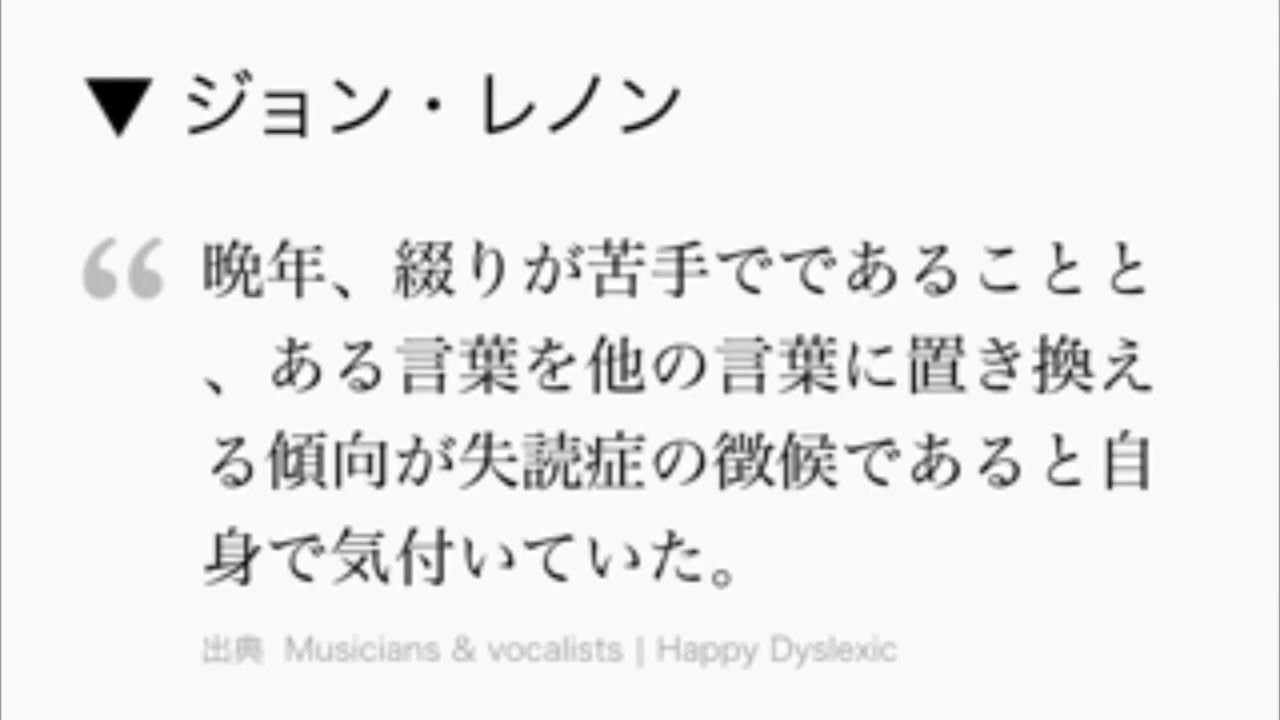 ▼ ジョン・レノン
“ 晩年、綴りが苦手でであることと
、ある言葉を他の言葉に置き換え
る傾向が失読症の徴候であると自
身で気付いていた。
出典 Musicians & vocalists | Happy Dyslexic